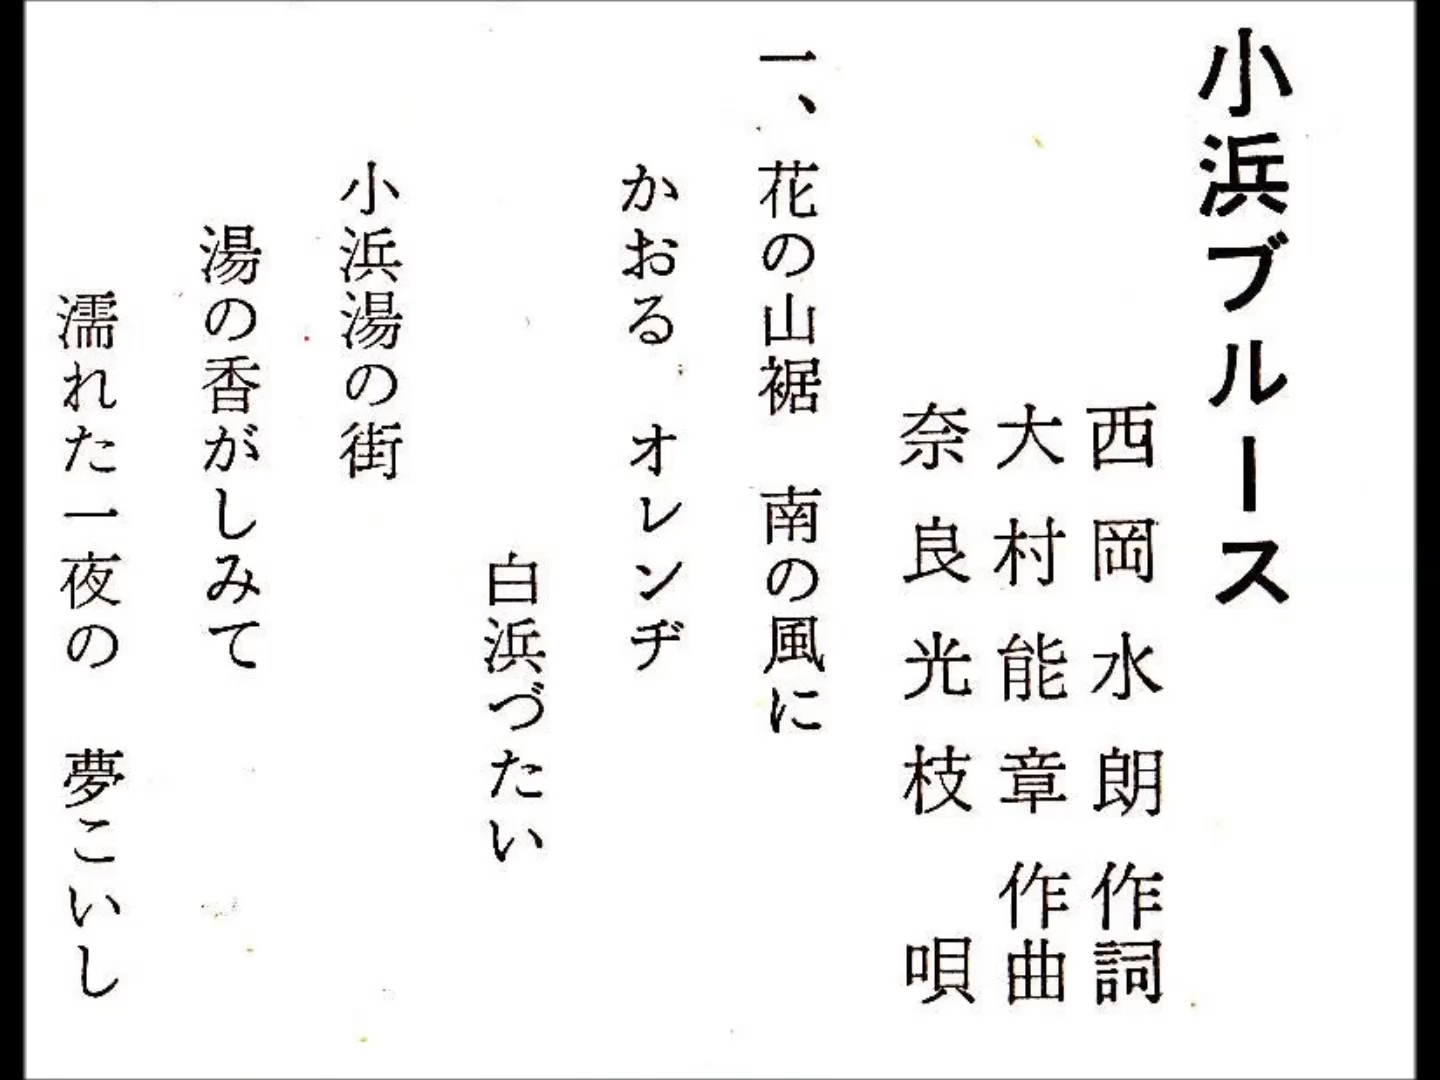 小浜ブルース
西岡水朗 作詞
大村能章 作曲
奈良光枝 唄
一、花の山裾　南の風に
かおる　オレンヂ
白浜づたい
小浜湯の街
湯の香がしみて
濡れた一夜の　夢こいし